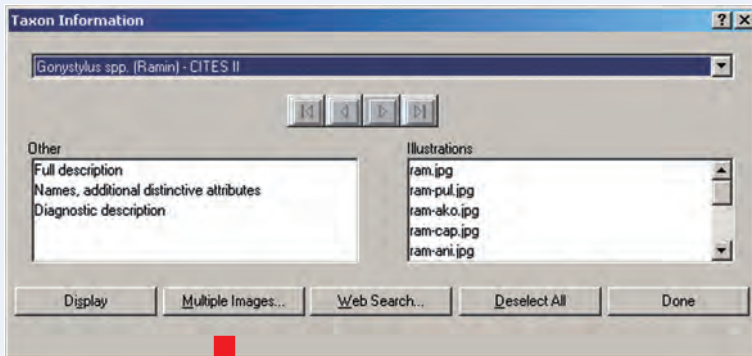 Taxon Information
Gonystylus spp. (Ramin) - CITES II
Other
Full description
Names, additional distinctive attributes
Diagnostic description
Illustrations
ram.jpg
ram-pul.jpg
ram-ako.jpg
ram-cap.jpg
ram-ani.jpg
Display
Multiple Images...
Web Search...
Deselect All
Done